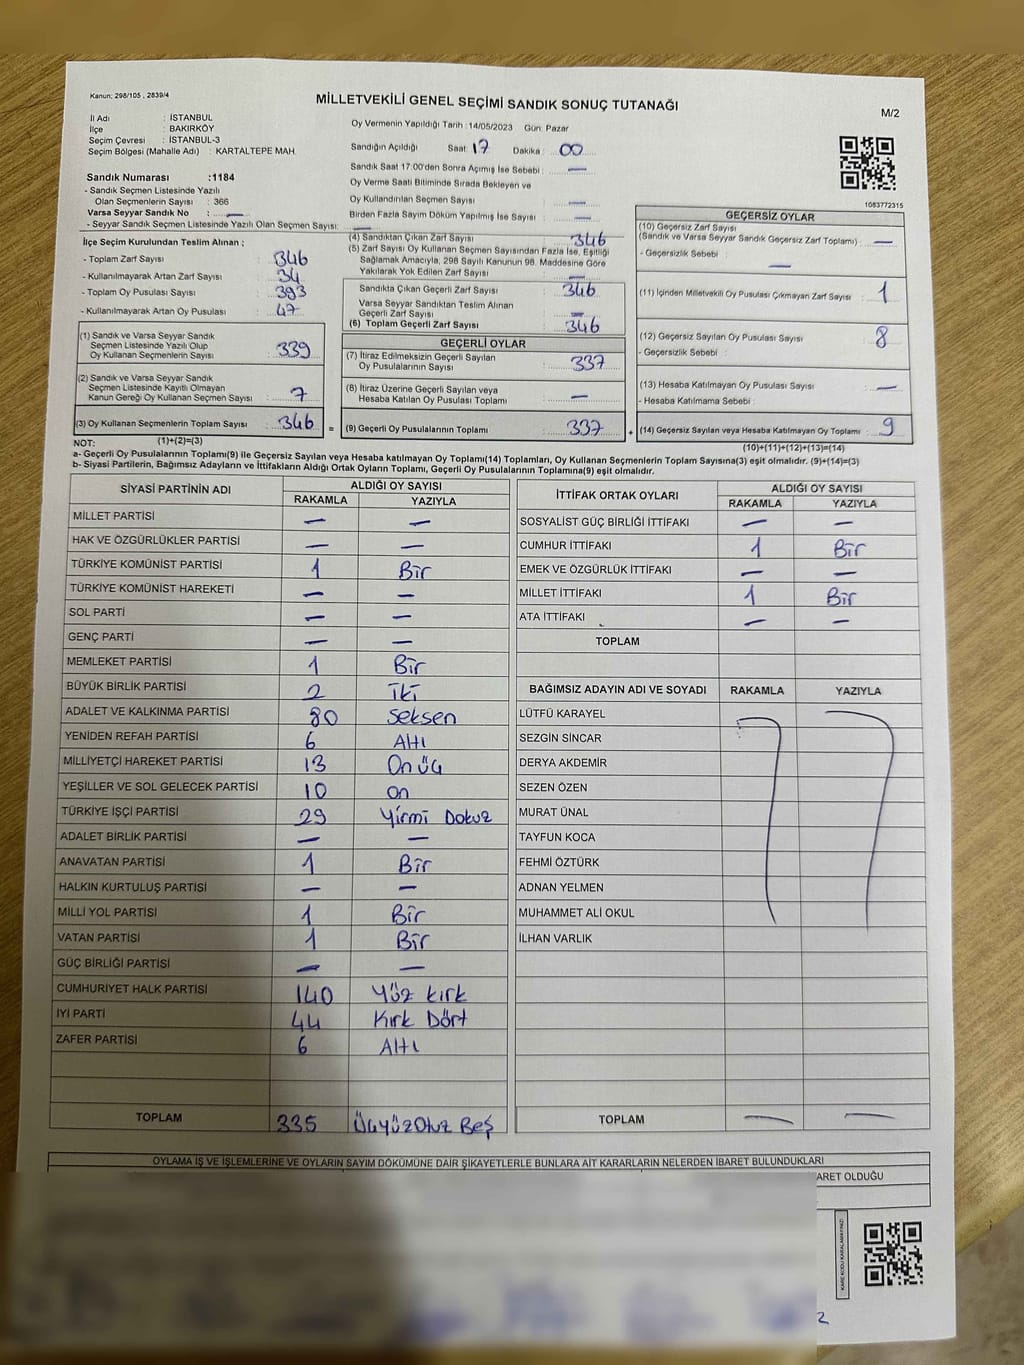 Kanun; 298/105 , 2839/4
MİLLETVEKİLİ GENEL SEÇİMİ SANDIK SONUÇ TUTANAĞI
M/2
İl Adı : İSTANBUL
İlçe : BAKIRKÖY
Seçim Çevresi : İSTANBUL-3
Seçim Bölgesi (Mahalle Adı) : KARTALTEPE MAH.
Sandık Numarası :1184
- Sandık Seçmen Listesinde Yazılı
Olan Seçmenlerin Sayısı : 366
Varsa Seyyar Sandık No : —
- Seyyar Sandık Seçmen Listesinde Yazılı Olan Seçmen Sayısı: —
Oy Vermenin Yapıldığı Tarih :14/05/2023 Gün: Pazar
Sandığın Açıldığı Saat: 17 Dakika : 00
Sandık Saat 17:00'den Sonra Açımış İse Sebebi : —
Oy Verme Saati Bitiminde Sırada Bekleyen ve
Oy Kullandırılan Seçmen Sayısı : —
Birden Fazla Sayım Döküm Yapılmış İse Sayısı : —
1083772315
İlçe Seçim Kurulundan Teslim Alınan ;
- Toplam Zarf Sayısı : 346
- Kullanılmayarak Artan Zarf Sayısı : 34
- Toplam Oy Pusulası Sayısı : 393
- Kullanılmayarak Artan Oy Pusulası : 47
(1) Sandık ve Varsa Seyyar Sandık
Seçmen Listesinde Yazılı Olup
Oy Kullanan Seçmenlerin Sayısı : 339
(2) Sandık ve Varsa Seyyar Sandık
Seçmen Listesinde Kayıtlı Olmayan
Kanun Gereği Oy Kullanan Seçmen Sayısı : 7
(3) Oy Kullanan Seçmenlerin Toplam Sayısı : 346 =
(4) Sandıktan Çıkan Zarf Sayısı : 346
(5) Zarf Sayısı Oy Kullanan Seçmen Sayısından Fazla İse, Eşitliği
Sağlamak Amacıyla, 298 Sayılı Kanunun 98. Maddesine Göre
Yakılarak Yok Edilen Zarf Sayısı : —
Sandıkta Çıkan Geçerli Zarf Sayısı : 346
Varsa Seyyar Sandıktan Teslim Alınan
Geçerli Zarf Sayısı : —
(6) Toplam Geçerli Zarf Sayısı : 346
GEÇERLİ OYLAR
(7) İtiraz Edilmeksizin Geçerli Sayılan
Oy Pusulalarının Sayısı : 337
(8) İtiraz Üzerine Geçerli Sayılan veya
Hesaba Katılan Oy Pusulası Toplamı : —
(9) Geçerli Oy Pusulalarının Toplamı : 337 +
GEÇERSİZ OYLAR
(10) Geçersiz Zarf Sayısı
(Sandık ve Varsa Seyyar Sandık Geçersiz Zarf Toplamı) : —
- Geçersizlik Sebebi : —
(11) İçinden Milletvekili Oy Pusulası Çıkmayan Zarf Sayısı : 1
(12) Geçersiz Sayılan Oy Pusulası Sayısı : 8
- Geçersizlik Sebebi :
(13) Hesaba Katılmayan Oy Pusulası Sayısı : —
- Hesaba Katılmama Sebebi :
(14) Geçersiz Sayılan veya Hesaba Katılmayan Oy Toplamı : 9
NOT: (1)+(2)=(3) (10)+(11)+(12)+(13)=(14)
a- Geçerli Oy Pusulalarının Toplamı(9) ile Geçersiz Sayılan veya Hesaba Katılmayan Oy Toplamı(14) Toplamları, Oy Kullanan Seçmenlerin Toplam Sayısına(3) eşit olmalıdır. (9)+(14)=(3)
b- Siyasi Partilerin, Bağımsız Adayların ve İttifakların Aldığı Ortak Oyların Toplamı, Geçerli Oy Pusulalarının Toplamına(9) eşit olmalıdır.
SİYASİ PARTİNİN ADI ALDIĞI OY SAYISI
RAKAMLA YAZIYLA
MİLLET PARTİSİ — —
HAK VE ÖZGÜRLÜKLER PARTİSİ — —
TÜRKİYE KOMÜNİST PARTİSİ 1 Bir
TÜRKİYE KOMÜNİST HAREKETİ — —
SOL PARTİ — —
GENÇ PARTİ — —
MEMLEKET PARTİSİ 1 Bir
BÜYÜK BİRLİK PARTİSİ 2 İki
ADALET VE KALKINMA PARTİSİ 80 Seksen
YENİDEN REFAH PARTİSİ 6 Altı
MİLLİYETÇİ HAREKET PARTİSİ 13 On üç
YEŞİLLER VE SOL GELECEK PARTİSİ 10 on
TÜRKİYE İŞÇİ PARTİSİ 29 Yirmi Dokuz
ADALET BİRLİK PARTİSİ — —
ANAVATAN PARTİSİ 1 Bir
HALKIN KURTULUŞ PARTİSİ — —
MİLLİ YOL PARTİSİ 1 Bir
VATAN PARTİSİ 1 Bir
GÜÇ BİRLİĞİ PARTİSİ — —
CUMHURİYET HALK PARTİSİ 140 Yüz kırk
İYİ PARTİ 44 Kırk Dört
ZAFER PARTİSİ 6 Altı
TOPLAM 335 ÜçyüzOtuz Beş
İTTİFAK ORTAK OYLARI ALDIĞI OY SAYISI
RAKAMLA YAZIYLA
SOSYALİST GÜÇ BİRLİĞİ İTTİFAKI — —
CUMHUR İTTİFAKI 1 Bir
EMEK VE ÖZGÜRLÜK İTTİFAKI — —
MİLLET İTTİFAKI 1 Bir
ATA İTTİFAKI — —
TOPLAM
BAĞIMSIZ ADAYIN ADI VE SOYADI RAKAMLA YAZIYLA
LÜTFÜ KARAYEL
SEZGİN SİNCAR
DERYA AKDEMİR
SEZEN ÖZEN
MURAT ÜNAL
TAYFUN KOCA
FEHMİ ÖZTÜRK
ADNAN YELMEN
MUHAMMET ALİ OKUL
İLHAN VARLIK
TOPLAM — —
OYLAMA İŞ VE İŞLEMLERİNE VE OYLARIN SAYIM DÖKÜMÜNE DAİR ŞİKAYETLERLE BUNLARA AİT KARARLARIN NELERDEN İBARET BULUNDUKLARI
ARET OLDUĞU
KARE KODU KARALAMAYINIZ!
2